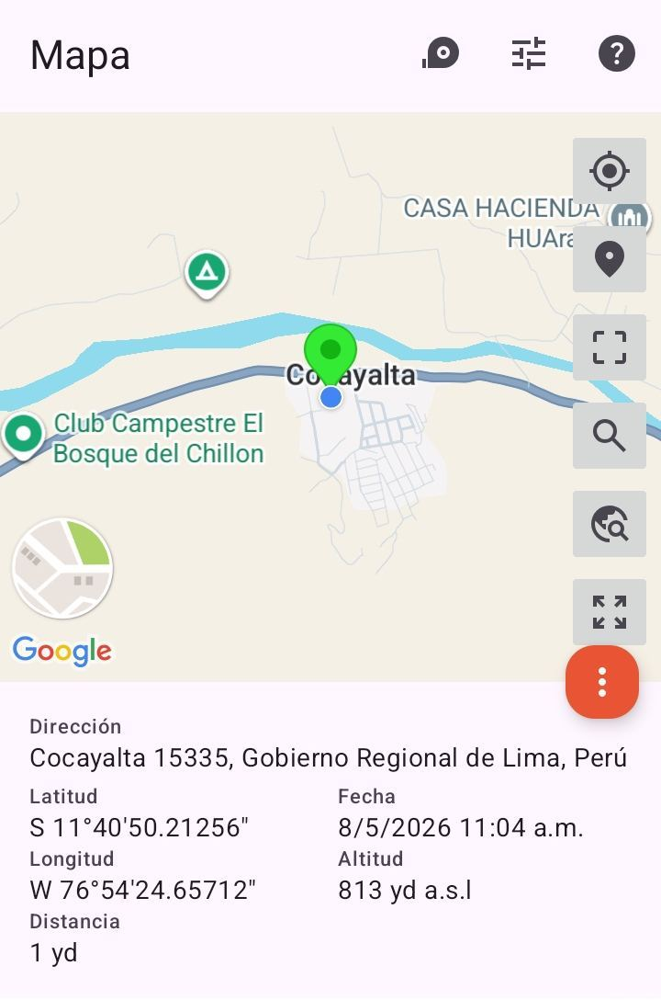 Mapa
CASA HACIENDA
HUAra
Cocayalta
Club Campestre El
Bosque del Chillon
Google
Dirección
Cocayalta 15335, Gobierno Regional de Lima, Perú
Latitud
S 11°40'50.21256"
Fecha
8/5/2026 11:04 a.m.
Longitud
W 76°54'24.65712"
Altitud
813 yd a.s.l
Distancia
1 yd